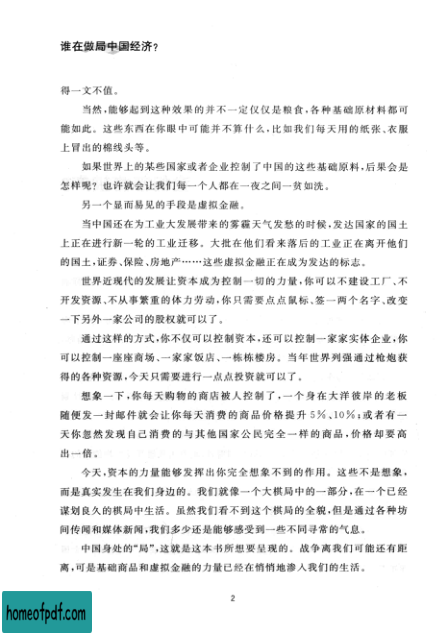 谁在做局中国经济?
得一文不值。
当然,能够起到这种效果的并不一定仅仅是粮食,各种基础原材料都可
能如此。这些东西在你眼中可能并不算什么,比如我们每天用的纸张、衣服
上冒出的棉线头等。
如果世界上的某些国家或者企业控制了中国的这些基础原料,后果会是
怎样呢?也许就会让我们每一个人都在一夜之间一贫如洗。
另一个显而易见的手段是虚拟金融。
当中国还在为工业大发展带来的雾霾天气发愁的时候,发达国家的国土
上正在进行新一轮的工业迁移。大批在他们看来落后的工业正在离开他们
的国土,证券、保险、房地产……这些虚拟金融正在成为发达的标志。
世界近现代的发展让资本成为控制一切的力量,你可以不建设工厂、不
开发资源、不从事繁重的体力劳动,你只需要点点鼠标、签一两个名字、改变
一下另外一家公司的股权就可以了。
通过这样的方式,你不仅可以控制资本,还可以控制一家家实体企业,你
可以控制一座座商场、一家家饭店、一栋栋楼房。当年世界列强通过枪炮获
得的各种资源,今天只需要进行一点点投资就可以了。
想象一下,你每天购物的商店被人控制了,一个身在大洋彼岸的老板
随便发一封邮件就会让你每天消费的商品价格提升5%、10%;或者有一
天你忽然发现自己消费的与其他国家公民完全一样的商品,价格却要高
出一倍。
今天,资本的力量能够发挥出你完全想象不到的作用。这些不是想象,
而是真实发生在我们身边的。我们就像一个大棋局中的一部分,在一个已经
谋划良久的棋局中生活。虽然我们看不到这个棋局的全貌,但是通过各种坊
间传闻和媒体新闻,我们多少还是能够感受到一些不同寻常的气息。
中国身处的“局”,这就是这本书所想要呈现的。战争离我们可能还有距
离,可是基础商品和虚拟金融的力量已经在悄悄地渗入我们的生活。
2
homeofpdf.com